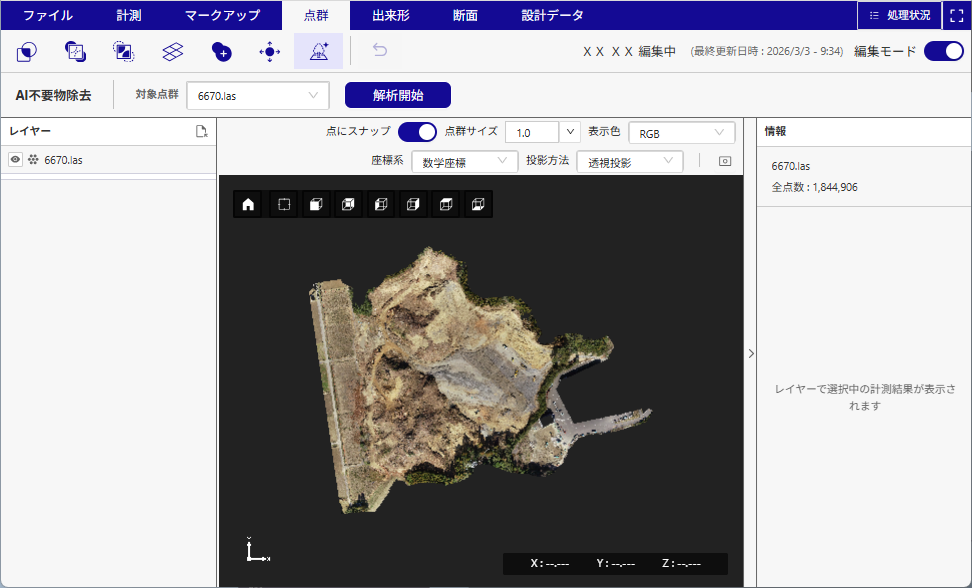 ファイル 計測 マークアップ 点群 出来形 断面 設計データ 処理状況
X X X X 編集中 (最終更新日時 : 2026/3/3 - 9:34) 編集モード
AI不要物除去 対象点群 6670.las 解析開始
レイヤー 点にスナップ 点群サイズ 1.0 表示色 RGB 情報
6670.las 座標系 数学座標 投影方法 透視投影 6670.las
全点数 : 1,844,906
レイヤーで選択中の計測結果が表示さ
れます
X:--.--- Y:--.--- Z:--.---